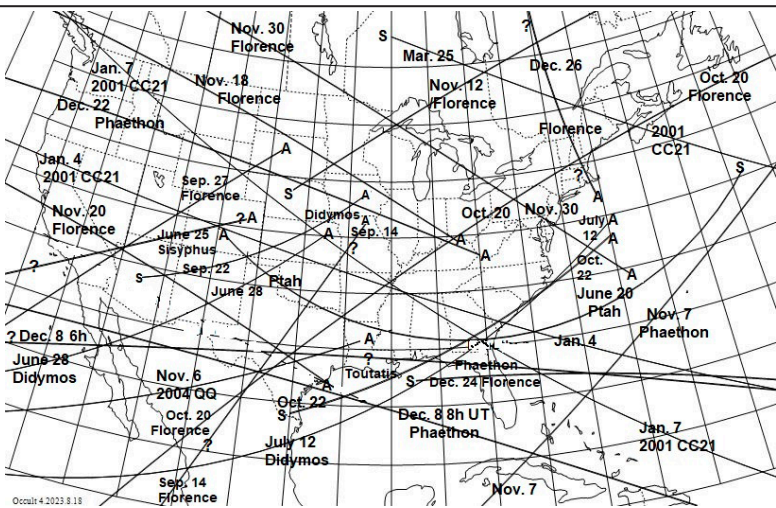 Nov. 30
Florence
S
?
Mar. 25
Dec. 26
Jan. 7
2001 CC21
Nov. 18
Florence
Nov. 12
Florence
Oct. 20
Florence
Dec. 22
Phaethon
Florence
2001
CC21
A
S
Jan. 4
2001 CC21
Sep. 27
Florence
S
A
?
A
Nov. 20
Florence
?A
Didymos
A
Sep. 14
Oct. 20
Nov. 30
July
12
A
June 25
Sisyphus
A
A
?
A
A
A
Oct.
22
?
Sep. 22
S
June 28
Ptah
A
June 20
Ptah
Nov. 7
Phaethon
? Dec. 8 6h
June 28
Didymos
A
?
Toutatis
Phaethon
Jan. 4
Nov. 6
2004 QQ
A
S
Dec. 24 Florence
Oct. 22
S
Oct. 20
Florence
?
Dec. 8 8h UT
Phaethon
July 12
Didymos
Jan. 7
2001 CC21
Sep. 14
Florence
Nov. 7
Occult 4.2023.8.18